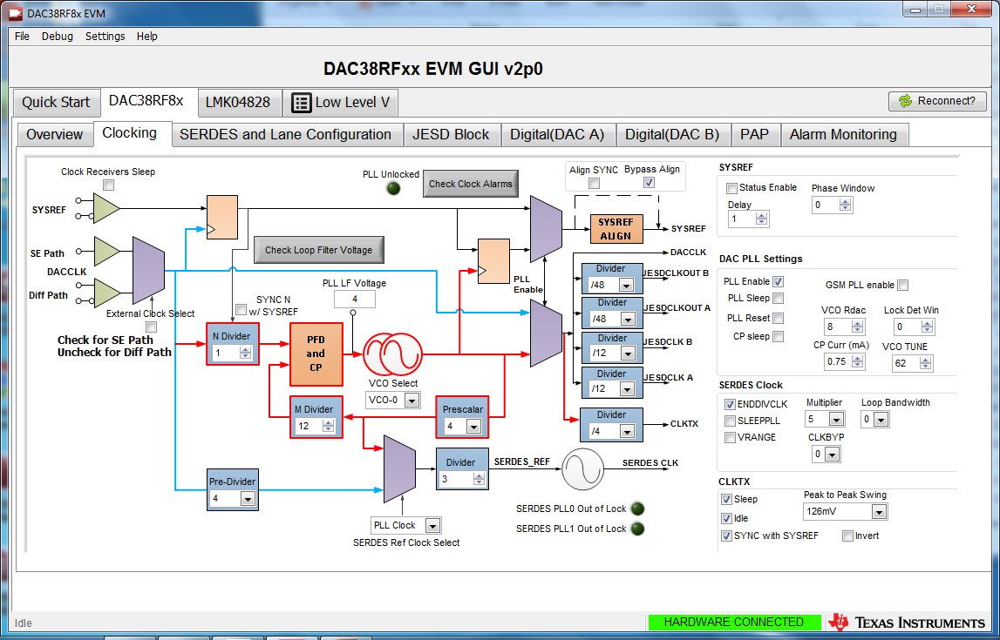 DAC38RF8x EVM
File Debug Settings Help
DAC38RFxx EVM GUI v2p0
Quick Start DAC38RF8x LMK04828 Low Level V Reconnect?
Overview Clocking SERDES and Lane Configuration JESD Block Digital(DAC A) Digital(DAC B) PAP Alarm Monitoring
Clock Receivers Sleep
PLL Unlocked
Check Clock Alarms
Align SYNC Bypass Align
SYSREF
SYSREF
ALIGN
SYSREF
DACCLK
SE Path
DACCLK
Diff Path
Check Loop Filter Voltage
PLL
Enable
PLL LF Voltage
4
External Clock Select
SYNC N
w/ SYSREF
Check for SE Path
Uncheck for Diff Path
N Divider
1
PFD
and
CP
VCO Select
VCO-0
M Divider
12
Prescalar
4
Divider
/48
JESDCLKOUT B
Divider
/48
JESDCLKOUT A
Divider
/12
JESDCLK B
Divider
/12
JESDCLK A
Divider
/4
CLKTX
Pre-Divider
4
Divider
3
SERDES_REF
SERDES CLK
PLL Clock
SERDES Ref Clock Select
SERDES PLL0 Out of Lock
SERDES PLL1 Out of Lock
SYSREF
Status Enable Phase Window
Delay
1 0
DAC PLL Settings
PLL Enable GSM PLL enable
PLL Sleep
VCO Rdac Lock Det Win
PLL Reset 8 0
CP sleep CP Curr (mA) VCO TUNE
0.75 62
SERDES Clock
ENDDIVCLK Multiplier Loop Bandwidth
SLEEPPLL 5 0
VRANGE CLKBYP
0
CLKTX
Sleep Peak to Peak Swing
Idle 126mV
SYNC with SYSREF Invert
Idle HARDWARE CONNECTED TEXAS INSTRUMENTS